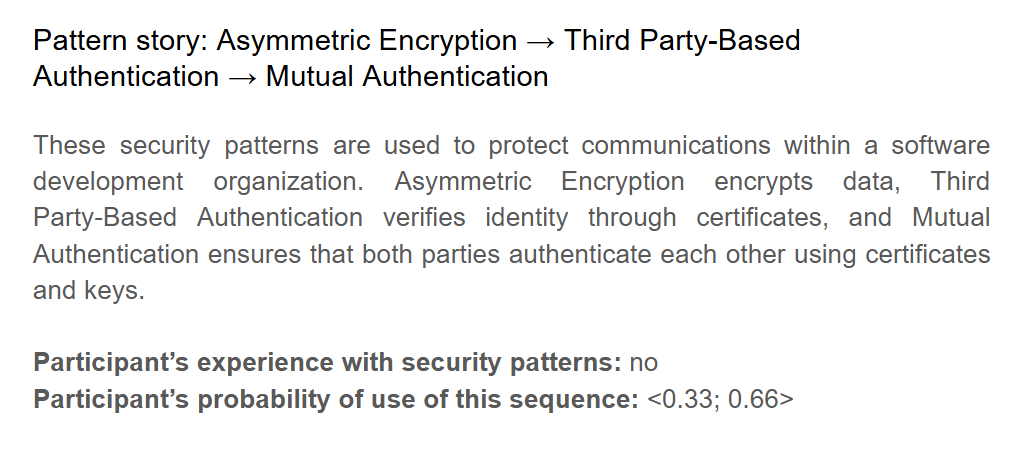 Pattern story: Asymmetric Encryption → Third Party-Based
Authentication → Mutual Authentication
These security patterns are used to protect communications within a software
development organization. Asymmetric Encryption encrypts data, Third
Party-Based Authentication verifies identity through certificates, and Mutual
Authentication ensures that both parties authenticate each other using certificates
and keys.
Participant’s experience with security patterns: no
Participant’s probability of use of this sequence: <0.33; 0.66>